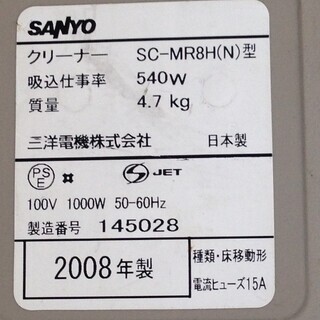 SANYO
クリーナー SC-MR8H(N)型
吸込仕事率 540W
質量 4.7 kg
三洋電機株式会社 日本製
PS E S JET
100V 1000W 50-60Hz
製造番号 145028
2008年製
種類・床移動形
電流ヒューズ15A